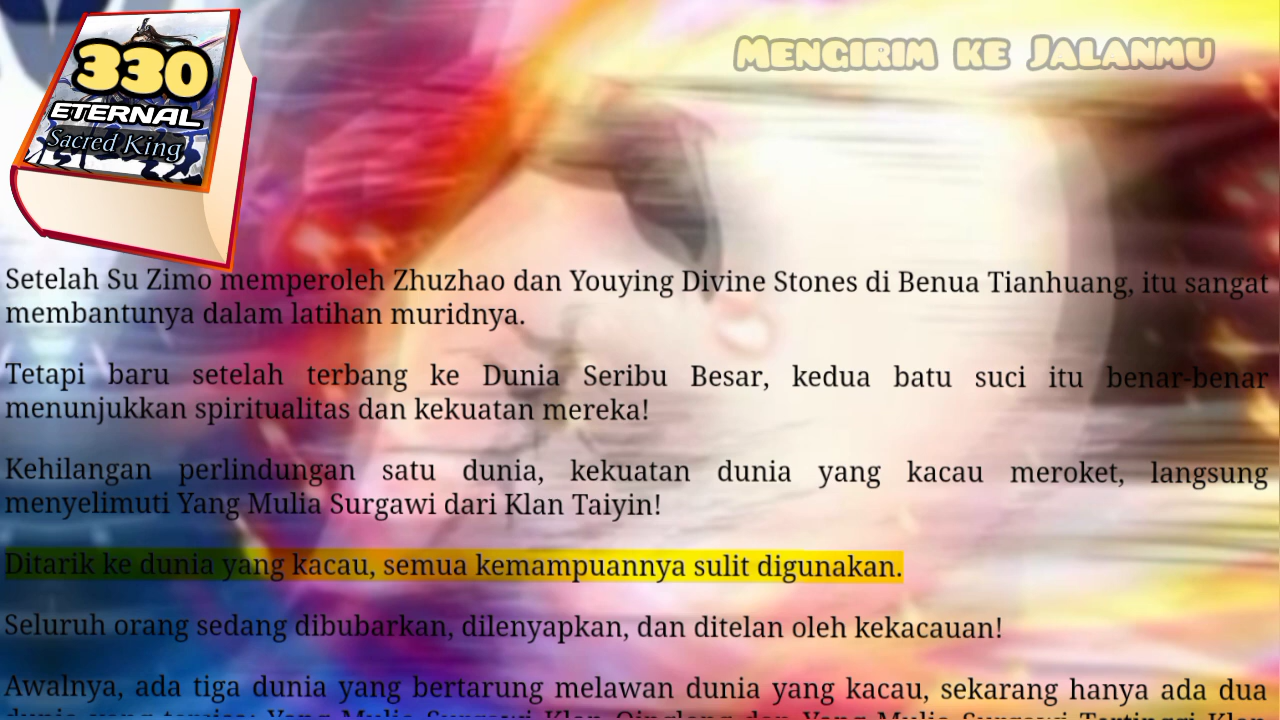 330
ETERNAL
Sacred King
Mengirim ke Jalanmu
Setelah Su Zimo memperoleh Zhuzhao dan Youying Divine Stones di Benua Tianhuang, itu sangat
membantunya dalam latihan muridnya.
Tetapi baru setelah terbang ke Dunia Seribu Besar, kedua batu suci itu benar-benar
menunjukkan spiritualitas dan kekuatan mereka!
Kehilangan perlindungan satu dunia, kekuatan dunia yang kacau meroket, langsung
menyelimuti Yang Mulia Surgawi dari Klan Taiyin!
Ditarik ke dunia yang kacau, semua kemampuannya sulit digunakan.
Seluruh orang sedang dibubarkan, dilenyapkan, dan ditelan oleh kekacauan!
Awalnya, ada tiga dunia yang bertarung melawan dunia yang kacau, sekarang hanya ada dua